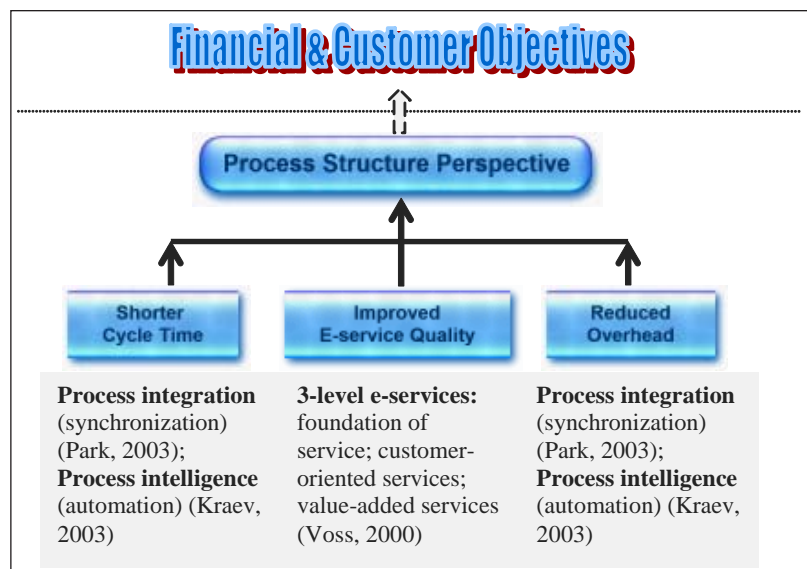 Financial & Customer Objectives
Process Structure Perspective
Shorter
Cycle Time
Improved
E-service Quality
Reduced
Overhead
Process integration
(synchronization)
(Park, 2003);
Process intelligence
(automation) (Kraev,
2003)
3-level e-services:
foundation of
service; customer-
oriented services;
value-added services
(Voss, 2000)
Process integration
(synchronization)
(Park, 2003);
Process intelligence
(automation) (Kraev,
2003)